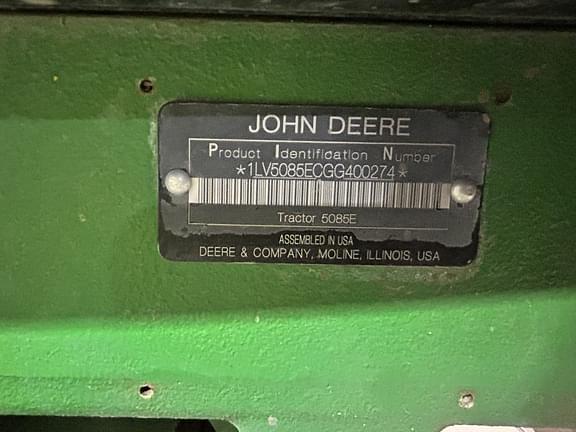 JOHN DEERE
Product Identification Number
*1LV5085ECGG400274*
Tractor 5085E
ASSEMBLED IN USA
DEERE & COMPANY, MOLINE, ILLINOIS, USA